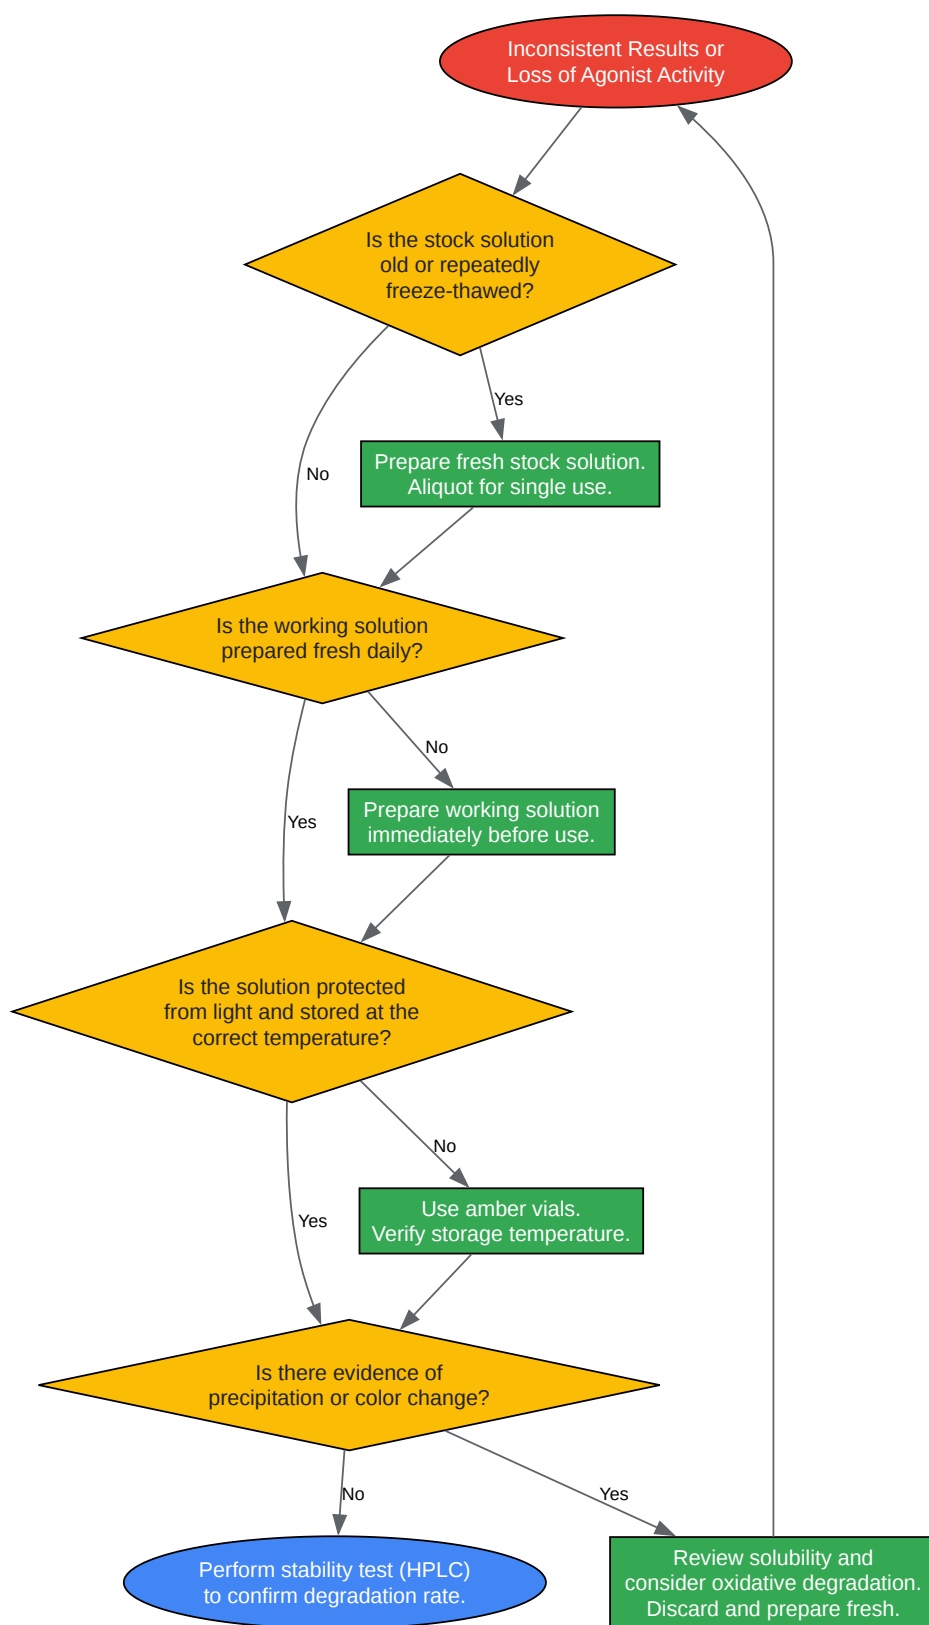 Inconsistent Results or
Loss of Agonist Activity
Is the stock solution
old or repeatedly
freeze-thawed?
Yes
Prepare fresh stock solution.
Aliquot for single use.
No
Is the working solution
prepared fresh daily?
No
Prepare working solution
immediately before use.
Yes
Is the solution protected
from light and stored at the
correct temperature?
No
Use amber vials.
Verify storage temperature.
Yes
Is there evidence of
precipitation or color change?
No
Yes
Perform stability test (HPLC)
to confirm degradation rate.
Review solubility and
consider oxidative degradation.
Discard and prepare fresh.